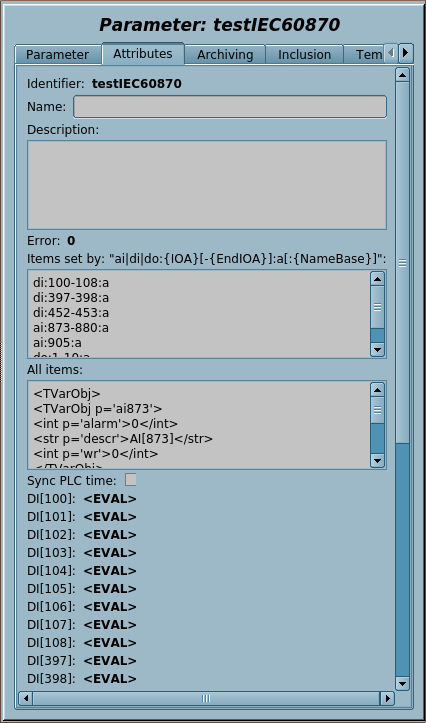 Parameter: testIEC60870
Parameter Attributes Archiving Inclusion Tem
Identifier: testIEC60870
Name:
Description:
Error: 0
Items set by: "ai|di|do:{IOA}[-{EndIOA}]:a[:{NameBase}]":
di:100-108:a
di:397-398:a
di:452-453:a
ai:873-880:a
ai:905:a
do:1-10:a
All items:
<TVarObj>
<TVarObj p='ai873'>
<int p='alarm'>0</int>
<str p='descr'>AI[873]</str>
<int p='wr'>0</int>
</TVarObj>
Sync PLC time:
DI[100]: <EVAL>
DI[101]: <EVAL>
DI[102]: <EVAL>
DI[103]: <EVAL>
DI[104]: <EVAL>
DI[105]: <EVAL>
DI[106]: <EVAL>
DI[107]: <EVAL>
DI[108]: <EVAL>
DI[397]: <EVAL>
DI[398]: <EVAL>